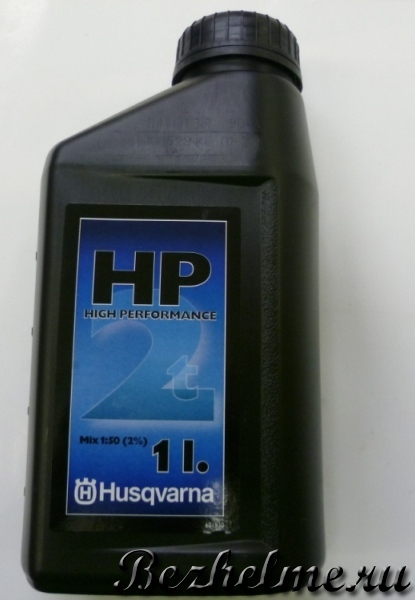 HP
HIGH PERFORMANCE
2t
Mix 1:50 (2%)
1 l.
Husqvarna
Bezhelme.ru